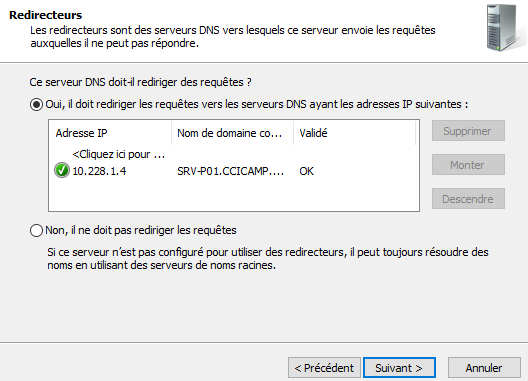 Redirecteurs
Les redirecteurs sont des serveurs DNS vers lesquels ce serveur envoie les requêtes
auxquelles il ne peut pas répondre.
Ce serveur DNS doit-il rediriger des requêtes ?
Oui, il doit rediriger les requêtes vers les serveurs DNS ayant les adresses IP suivantes :
Adresse IP Nom de domaine co... Validé
<Cliquez ici pour ...
10.228.1.4 SRV-P01.CCICAMP.... OK
Supprimer
Monter
Descendre
Non, il ne doit pas rediriger les requêtes
Si ce serveur n'est pas configuré pour utiliser des redirecteurs, il peut toujours résoudre des
noms en utilisant des serveurs de noms racines.
< Précédent Suivant > Annuler